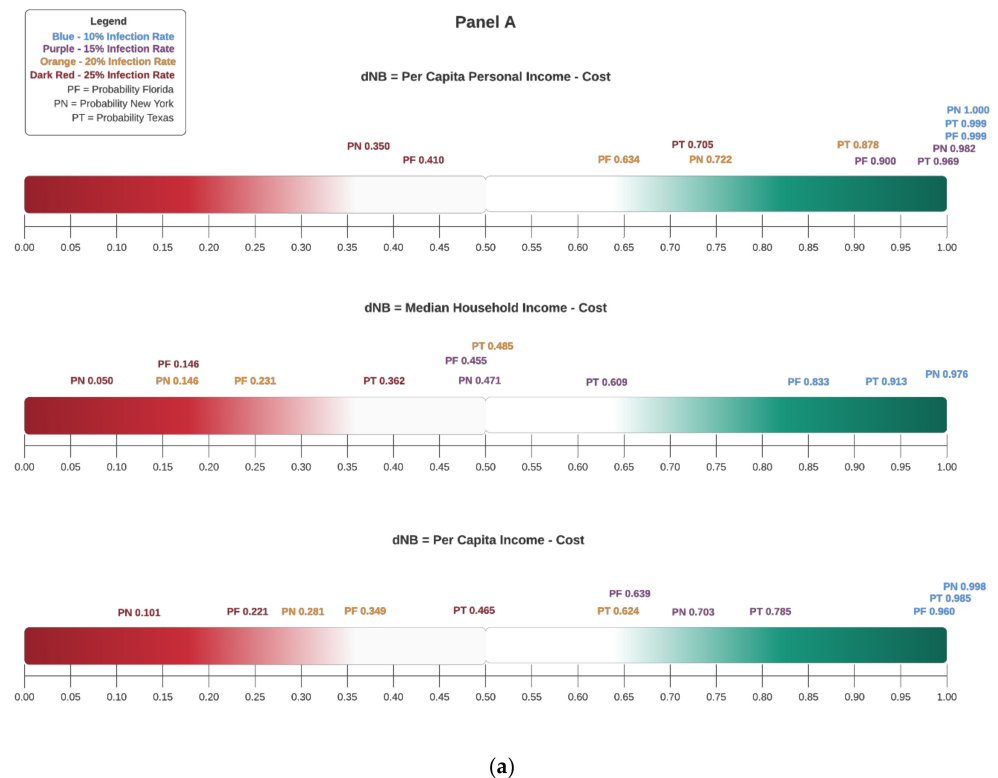 Panel A
Legend
Blue - 10% Infection Rate
Purple - 15% Infection Rate
Orange - 20% Infection Rate
Dark Red - 25% Infection Rate
PF = Probability Florida
PN = Probability New York
PT = Probability Texas
dNB = Per Capita Personal Income - Cost
PN 1.000
PT 0.999
PF 0.999
PN 0.350 PT 0.705 PT 0.878 PN 0.982
PF 0.410 PF 0.634 PN 0.722 PF 0.900 PT 0.969
0.00 0.05 0.10 0.15 0.20 0.25 0.30 0.35 0.40 0.45 0.50 0.55 0.60 0.65 0.70 0.75 0.80 0.85 0.90 0.95 1.00
dNB = Median Household Income - Cost
PT 0.485
PF 0.146 PF 0.455
PN 0.976
PN 0.050 PN 0.146 PF 0.231 PT 0.362 PN 0.471 PT 0.609 PF 0.833 PT 0.913
0.00 0.05 0.10 0.15 0.20 0.25 0.30 0.35 0.40 0.45 0.50 0.55 0.60 0.65 0.70 0.75 0.80 0.85 0.90 0.95 1.00
dNB = Per Capita Income - Cost
PN 0.998
PF 0.639 PT 0.985
PN 0.101 PF 0.221 PN 0.281 PF 0.349 PT 0.465 PT 0.624 PN 0.703 PT 0.785 PF 0.960
0.00 0.05 0.10 0.15 0.20 0.25 0.30 0.35 0.40 0.45 0.50 0.55 0.60 0.65 0.70 0.75 0.80 0.85 0.90 0.95 1.00
(a)